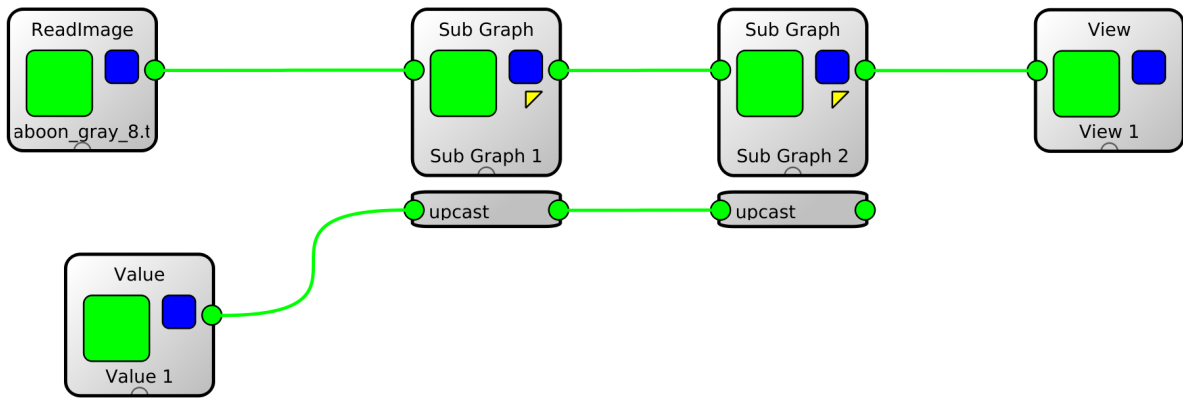 ReadImage
aboon_gray_8.t
Sub Graph
Sub Graph 1
Sub Graph
Sub Graph 2
View
View 1
upcast
upcast
Value
Value 1